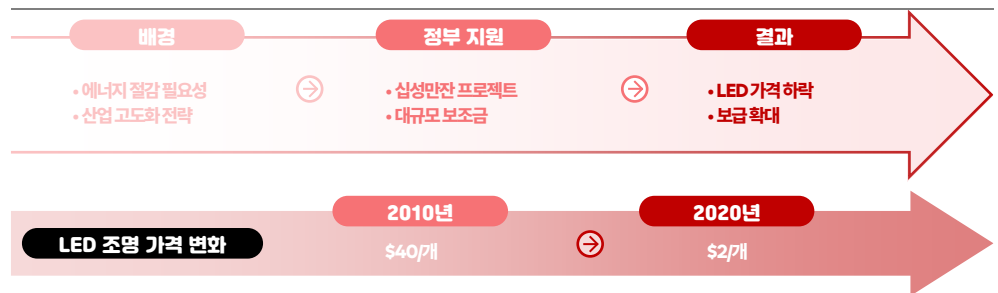 배경
정부 지원
결과
• 에너지 절감 필요성
• 산업 고도화 전략
• 십성만잔 프로젝트
• 대규모 보조금
• LED 가격 하락
• 보급 확대
LED 조명 가격 변화
2010년
$40/개
2020년
$2/개